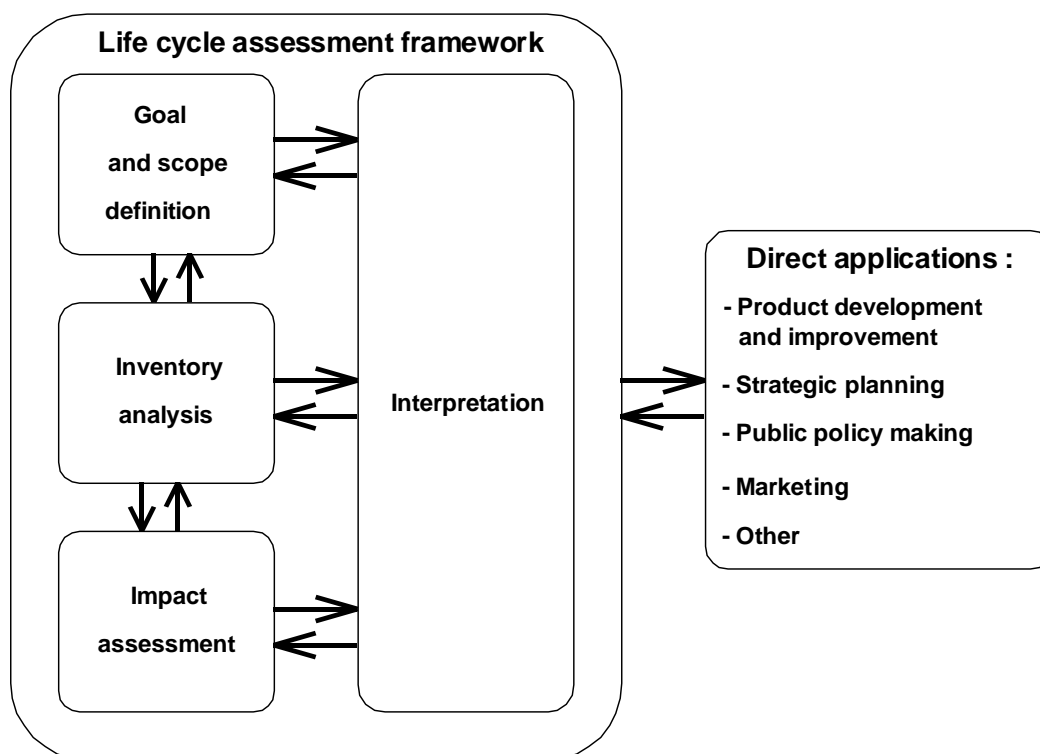 Life cycle assessment framework
Goal
and scope
definition
Inventory
analysis
Impact
assessment
Interpretation
Direct applications :
- Product development
and improvement
- Strategic planning
- Public policy making
- Marketing
- Other